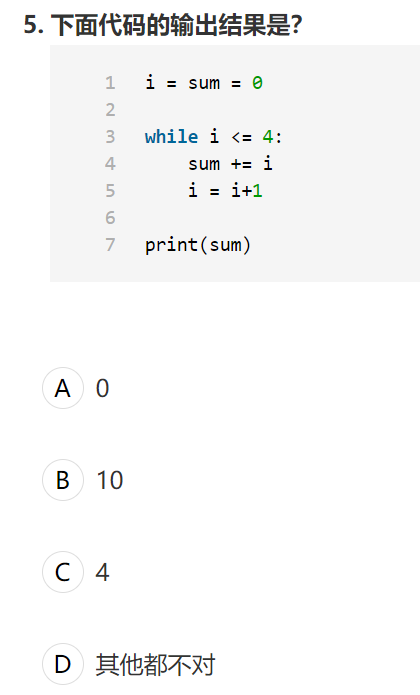 5. 下面代码的输出结果是？
1 i = sum = 0
2
3 while i <= 4:
4     sum += i
5     i = i+1
6
7 print(sum)
A 0
B 10
C 4
D 其他都不对